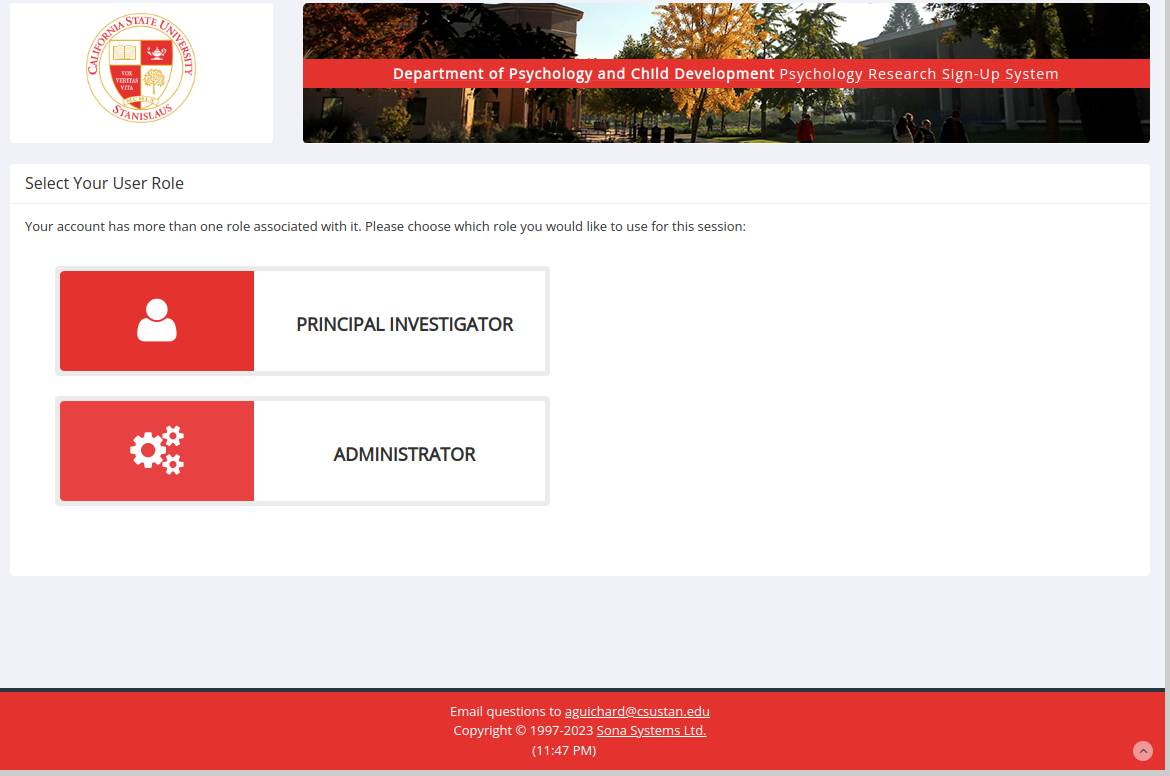 CALIFORNIA STATE UNIVERSITY
VOX
VERITAS
VITA
STANISLAUS
Department of Psychology and Child Development Psychology Research Sign-Up System
Select Your User Role
Your account has more than one role associated with it. Please choose which role you would like to use for this session:
PRINCIPAL INVESTIGATOR
ADMINISTRATOR
Email questions to aguichard@csustan.edu
Copyright © 1997-2023 Sona Systems Ltd.
(11:47 PM)